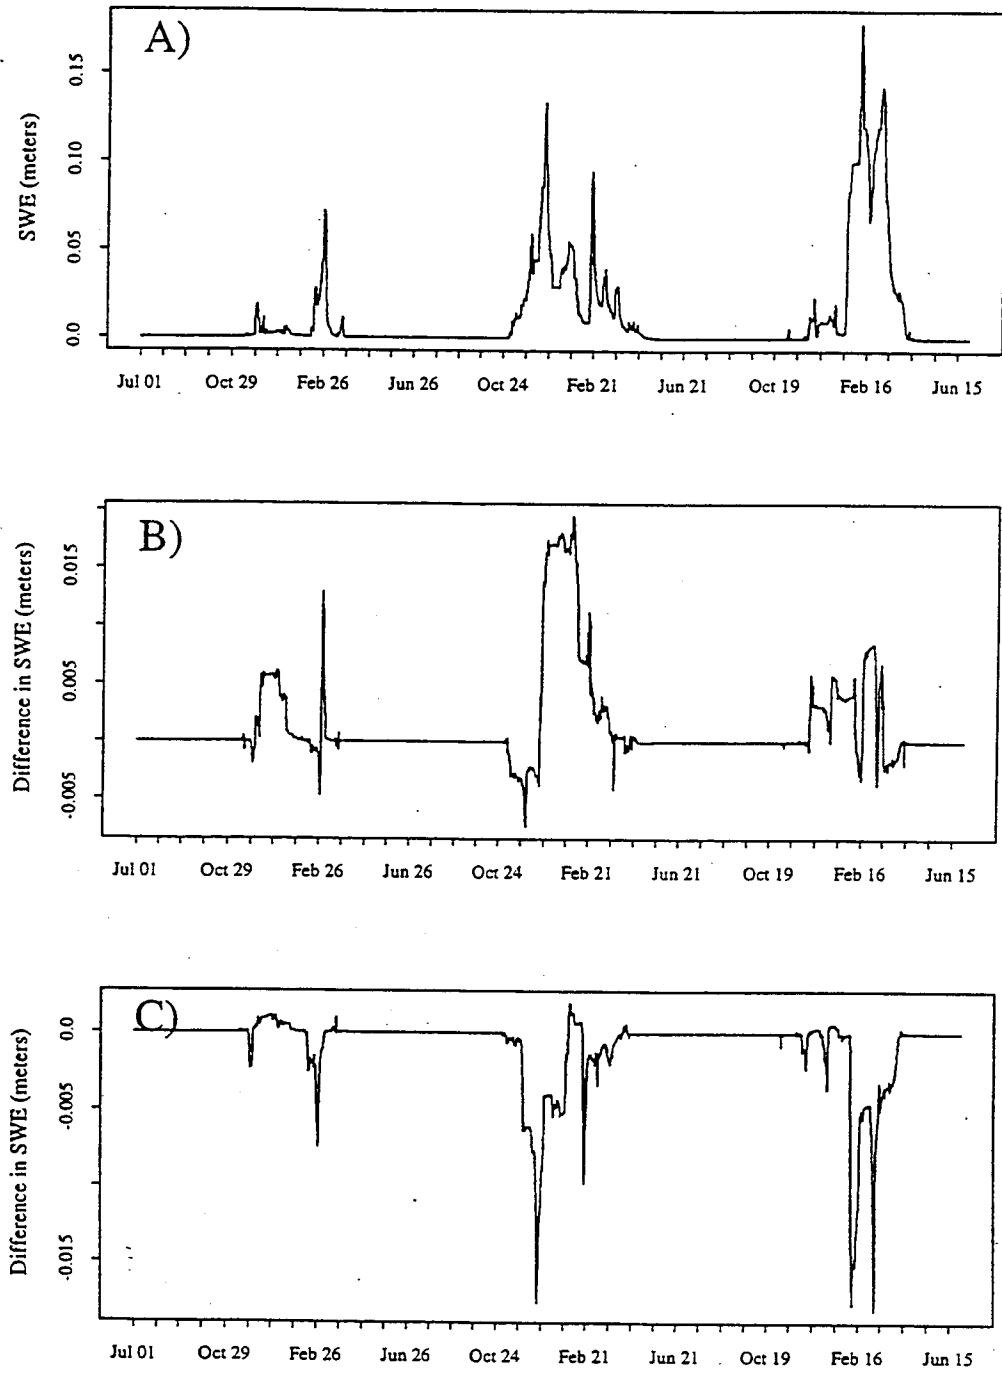 A)
SWE (meters)
0.15
0.10
0.05
0.0
Jul 01 Oct 29 Feb 26 Jun 26 Oct 24 Feb 21 Jun 21 Oct 19 Feb 16 Jun 15
B)
Difference in SWE (meters)
0.015
0.005
-0.005
Jul 01 Oct 29 Feb 26 Jun 26 Oct 24 Feb 21 Jun 21 Oct 19 Feb 16 Jun 15
C)
Difference in SWE (meters)
0.0
-0.005
-0.015
Jul 01 Oct 29 Feb 26 Jun 26 Oct 24 Feb 21 Jun 21 Oct 19 Feb 16 Jun 15